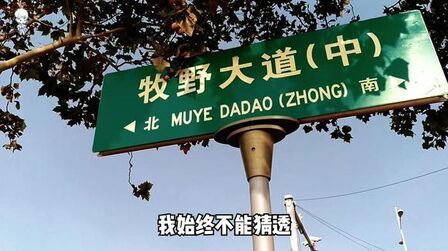 牧野大道(中)
◀ 北 MUYE DADAO (ZHONG) 南 ▶
我始终不能猜透